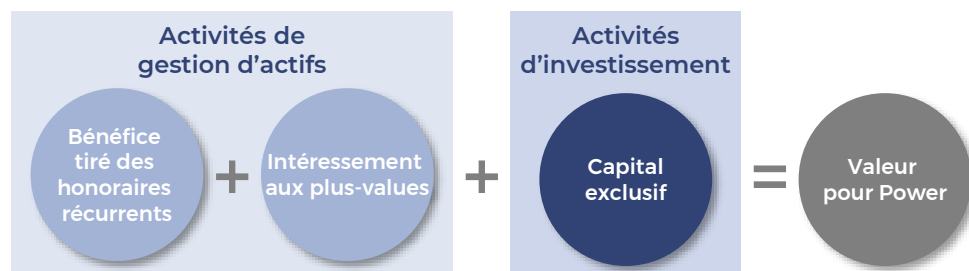 Activités de
gestion d’actifs
Bénéfice
tiré des
honoraires
récurrents
+
Intéressement
aux plus-values
+
Activités
d’investissement
Capital
exclusif
=
Valeur
pour Power